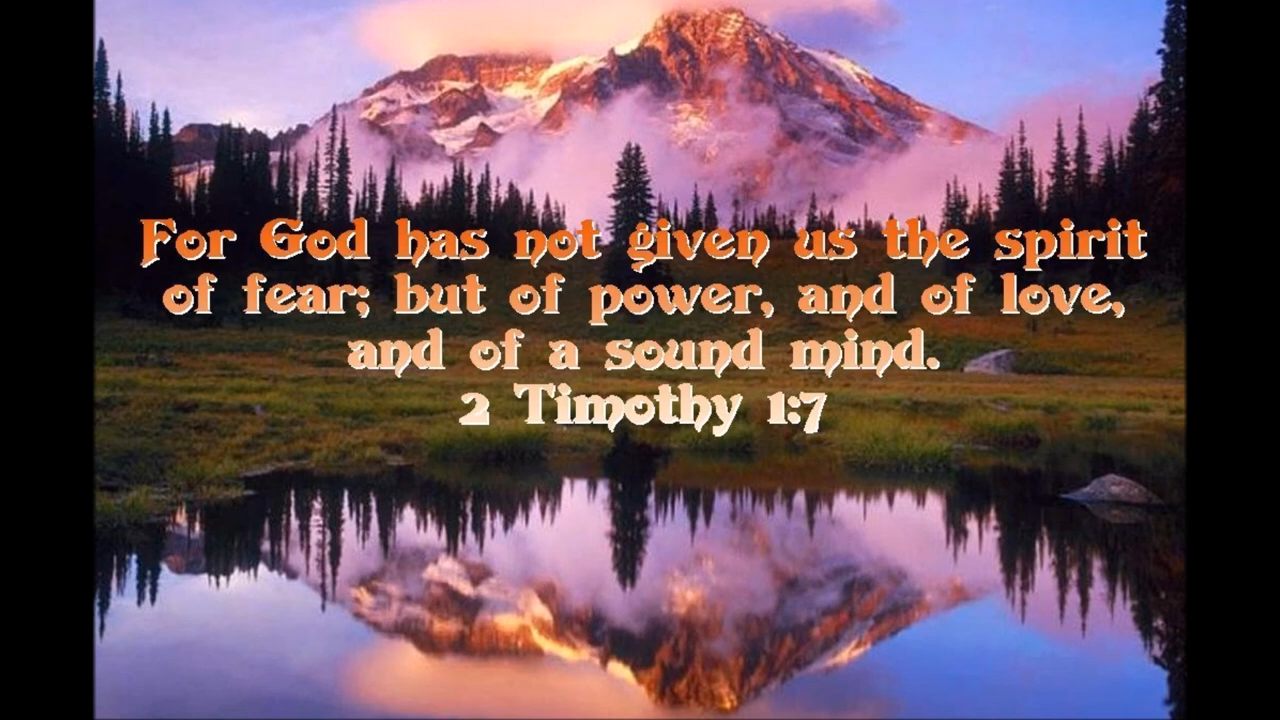 For God has not given us the spirit
of fear; but of power, and of love,
and of a sound mind.
2 Timothy 1:7